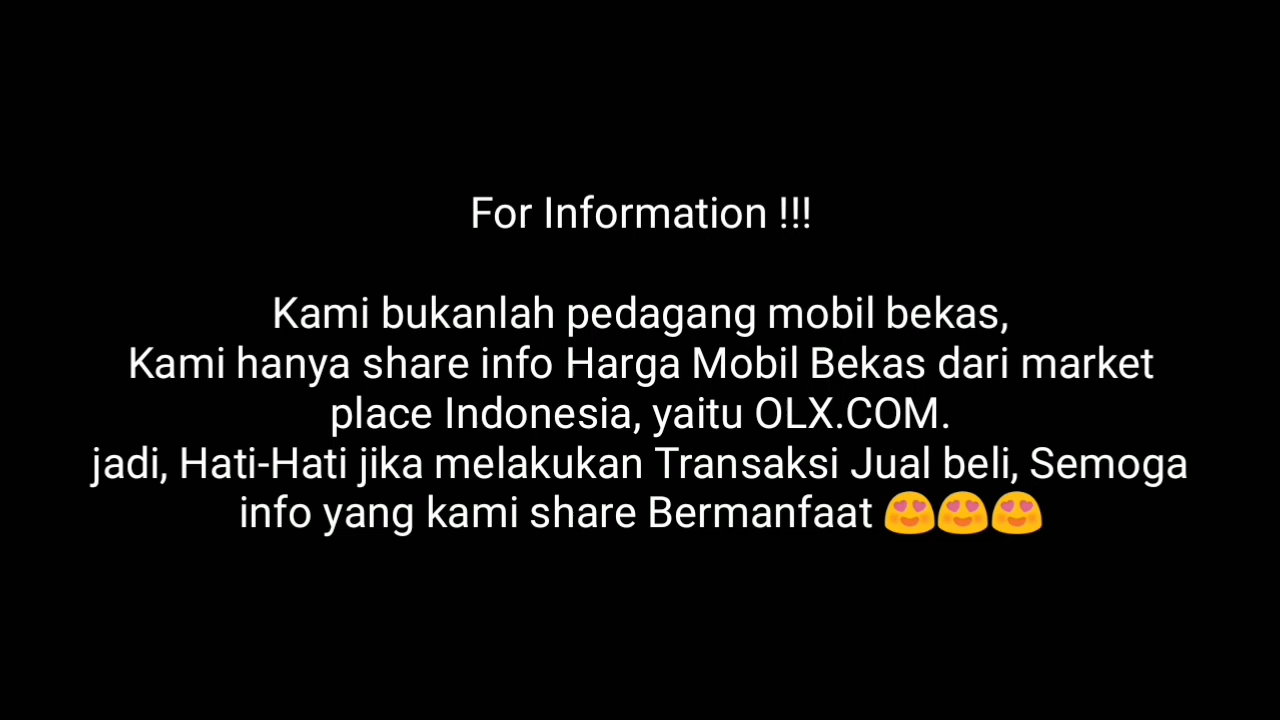 For Information !!!
Kami bukanlah pedagang mobil bekas,
Kami hanya share info Harga Mobil Bekas dari market
place Indonesia, yaitu OLX.COM.
jadi, Hati-Hati jika melakukan Transaksi Jual beli, Semoga
info yang kami share Bermanfaat 😍😍😍